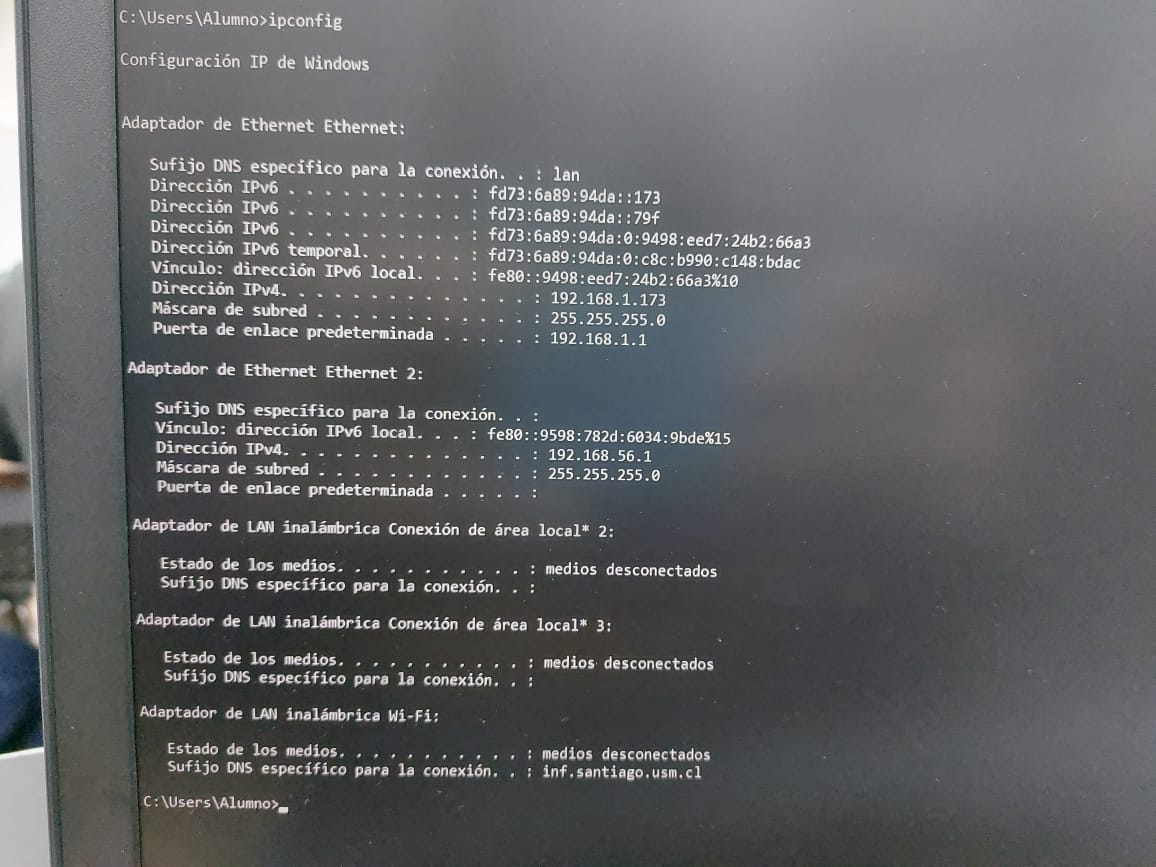 C:\Users\Alumno>ipconfig
Configuración IP de Windows
Adaptador de Ethernet Ethernet:
Sufijo DNS específico para la conexión. . : lan
Dirección IPv6 . . . . . . . . . . : fd73:6a89:94da::173
Dirección IPv6 . . . . . . . . . . : fd73:6a89:94da::79f
Dirección IPv6 . . . . . . . . . . : fd73:6a89:94da:0:9498:eed7:24b2:66a3
Dirección IPv6 temporal. . . . . . : fd73:6a89:94da:0:c8c:b990:c148:bdac
Vínculo: dirección IPv6 local. . . : fe80::9498:eed7:24b2:66a3%10
Dirección IPv4. . . . . . . . . . . . . . : 192.168.1.173
Máscara de subred . . . . . . . . . . . . : 255.255.255.0
Puerta de enlace predeterminada . . . . . : 192.168.1.1
Adaptador de Ethernet Ethernet 2:
Sufijo DNS específico para la conexión. . :
Vínculo: dirección IPv6 local. . . : fe80::9598:782d:6034:9bde%15
Dirección IPv4. . . . . . . . . . . . . . : 192.168.56.1
Máscara de subred . . . . . . . . . . . . : 255.255.255.0
Puerta de enlace predeterminada . . . . . :
Adaptador de LAN inalámbrica Conexión de área local* 2:
Estado de los medios. . . . . . . . . . . : medios desconectados
Sufijo DNS específico para la conexión. . :
Adaptador de LAN inalámbrica Conexión de área local* 3:
Estado de los medios. . . . . . . . . . . : medios desconectados
Sufijo DNS específico para la conexión. . :
Adaptador de LAN inalámbrica Wi-Fi:
Estado de los medios. . . . . . . . . . . : medios desconectados
Sufijo DNS específico para la conexión. . : inf.santiago.usm.cl
C:\Users\Alumno>